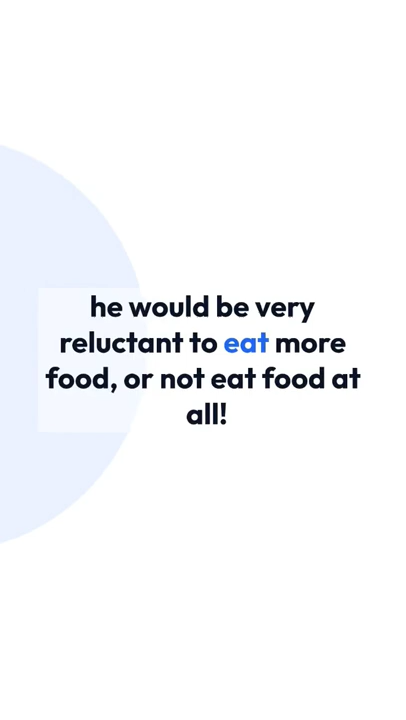 he would be very
reluctant to eat more
food, or not eat food at
all!